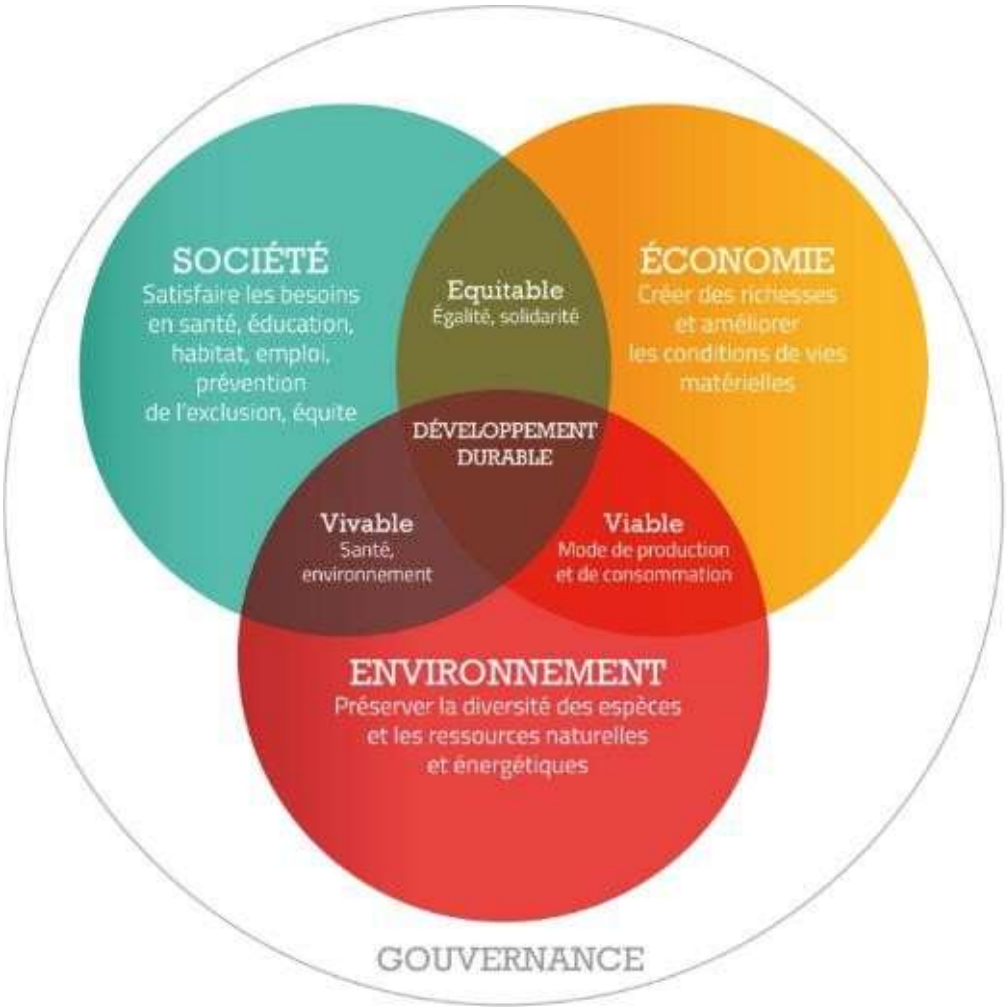 SOCIÉTÉ
Satisfaire les besoins
en santé, éducation,
habitat, emploi,
prévention
de l'exclusion, équite
Equitable
Égalité, solidarité
ÉCONOMIE
Créer des richesses
et améliorer
les conditions de vies
matérielles
DÉVELOPPEMENT
DURABLE
Vivable
Santé,
environnement
Viable
Mode de production
et de consommation
ENVIRONNEMENT
Préserver la diversité des espèces
et les ressources naturelles
et énergétiques
GOUVERNANCE